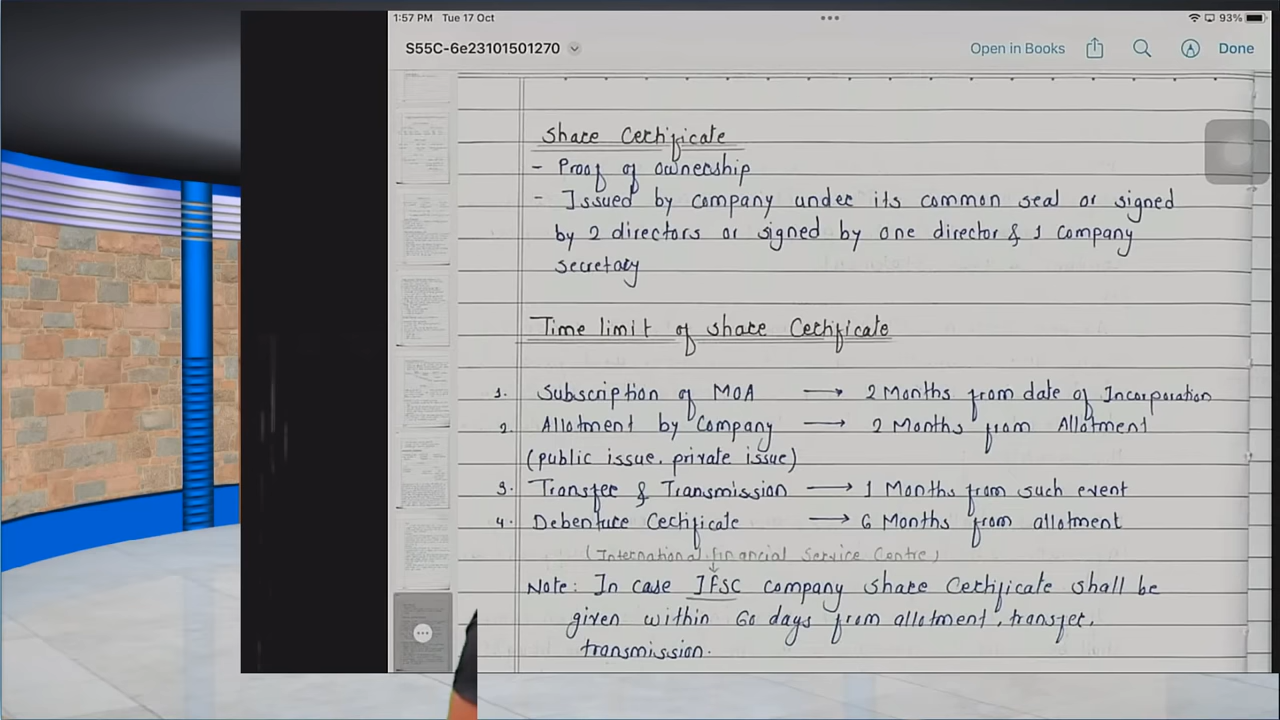 1:57 PM Tue 17 Oct
93%
S55C-6e23101501270
Open in Books
Done
Share Certificate
- Proof of ownership
- Issued by company under its common seal or signed
by 2 directors or signed by one director & 1 company
secretary
Time limit of share Certificate
1. Subscription of MOA → 2 Months from date of Incorporation
2. Allotment by Company → 2 Months from Allotment
(public issue, private issue)
3. Transfer & Transmission → 1 Months from such event
4. Debenture Certificate → 6 Months from allotment
(International financial Service Centre)
Note: In case IFSC company share Certificate shall be
given within 60 days from allotment, transfer,
transmission.